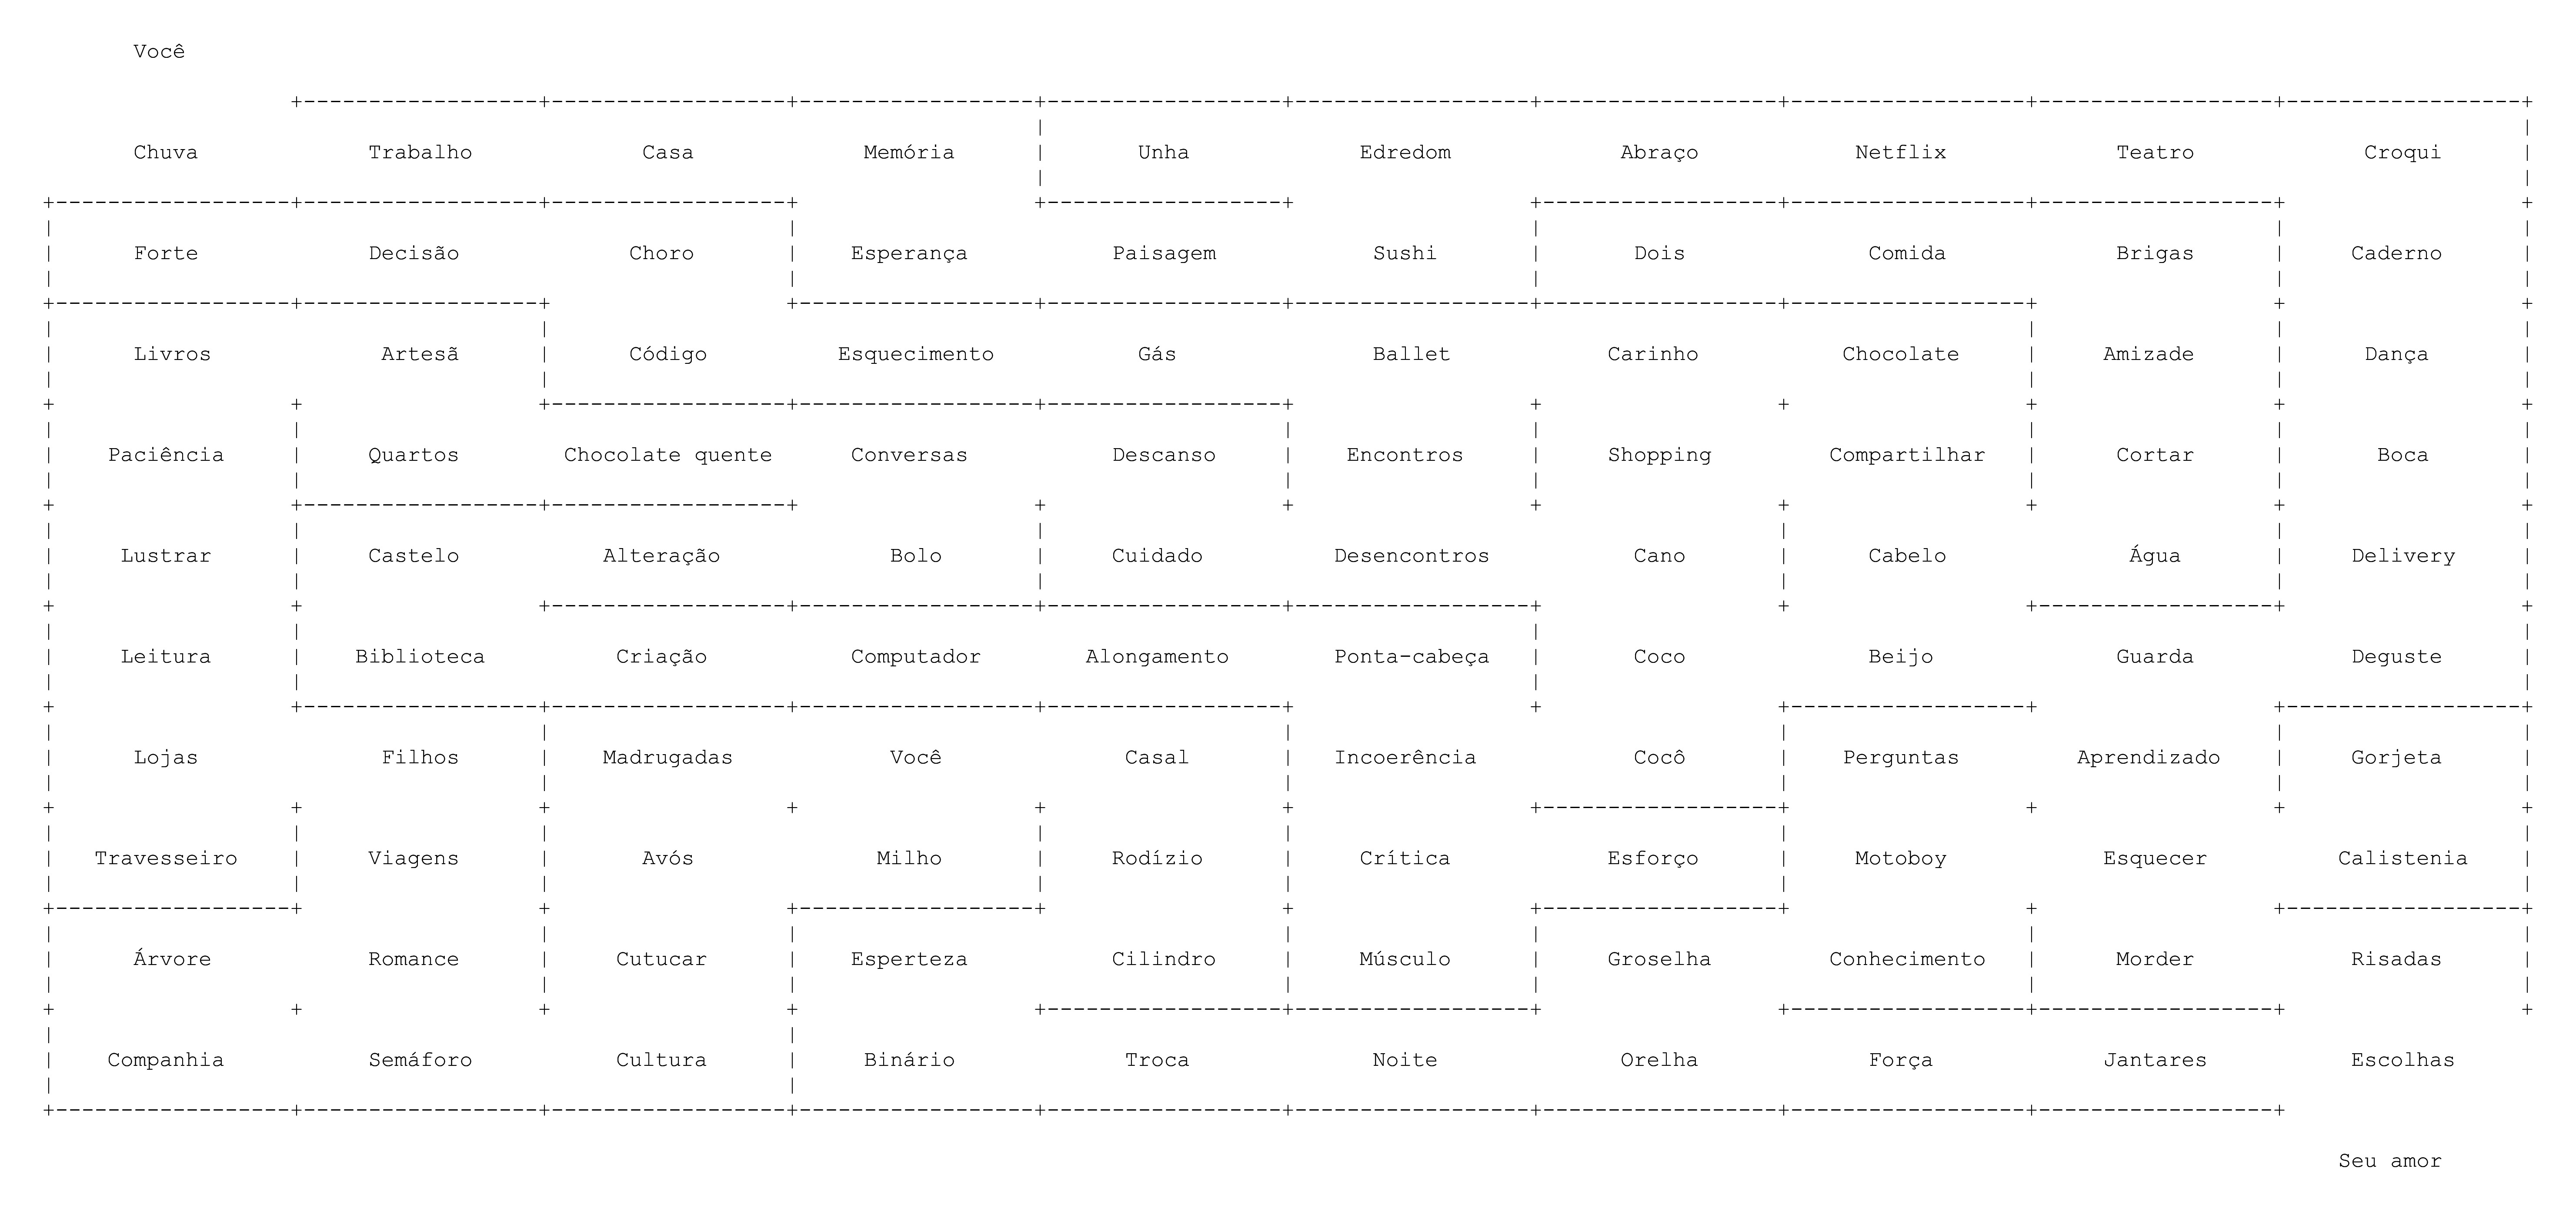 Você
Chuva Trabalho Casa Memória Unha Edredom Abraço Netflix Teatro Croqui
Forte Decisão Choro Esperança Paisagem Sushi Dois Comida Brigas Caderno
Livros Artesã Código Esquecimento Gás Ballet Carinho Chocolate Amizade Dança
Paciência Quartos Chocolate quente Conversas Descanso Encontros Shopping Compartilhar Cortar Boca
Lustrar Castelo Alteração Bolo Cuidado Desencontros Cano Cabelo Água Delivery
Leitura Biblioteca Criação Computador Alongamento Ponta-cabeça Coco Beijo Guarda Deguste
Lojas Filhos Madrugadas Você Casal Incoerência Cocô Perguntas Aprendizado Gorjeta
Travesseiro Viagens Avós Milho Rodízio Crítica Esforço Motoboy Esquecer Calistenia
Árvore Romance Cutucar Esperteza Cilindro Músculo Groselha Conhecimento Morder Risadas
Companhia Semáforo Cultura Binário Troca Noite Orelha Força Jantares Escolhas
Seu amor